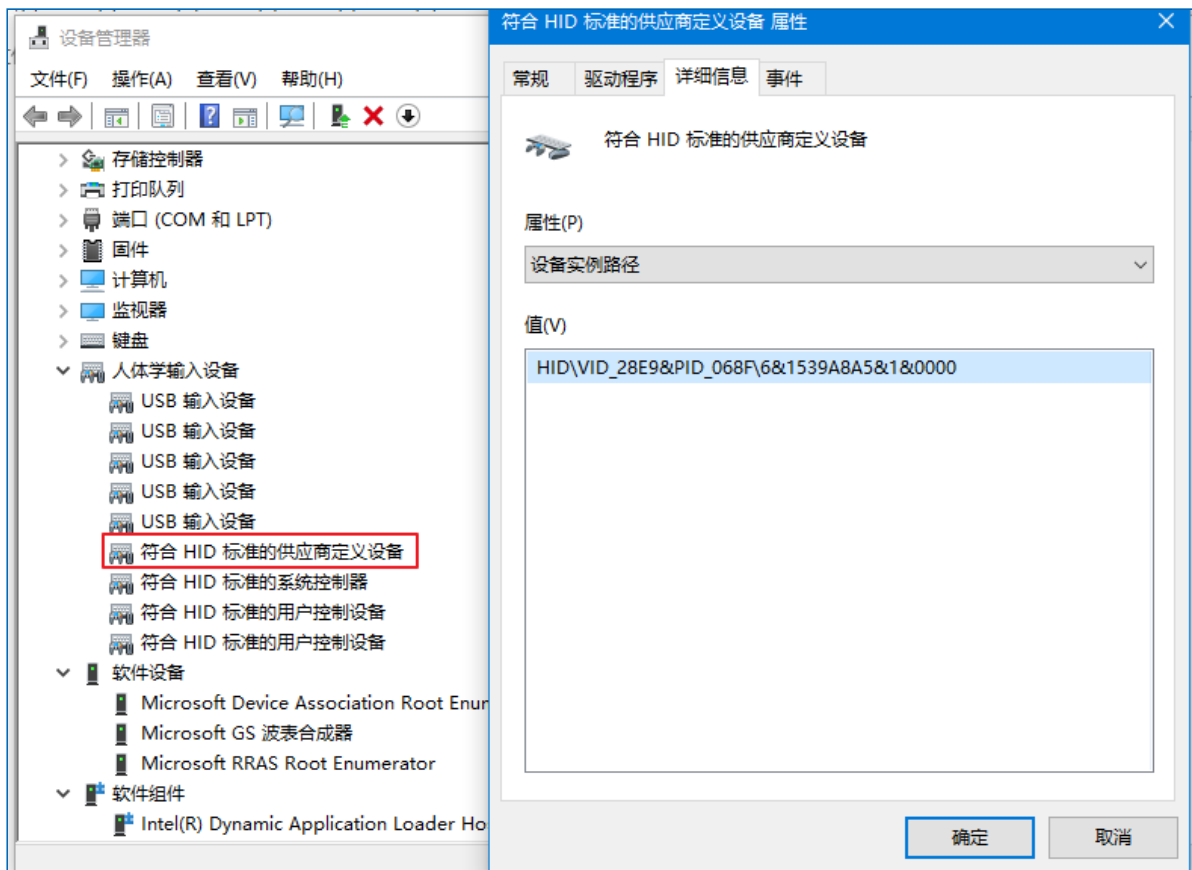 设备管理器
文件(F) 操作(A) 查看(V) 帮助(H)
存储控制器
打印队列
端口 (COM 和 LPT)
固件
计算机
监视器
键盘
人体学输入设备
USB 输入设备
USB 输入设备
USB 输入设备
USB 输入设备
USB 输入设备
符合 HID 标准的供应商定义设备
符合 HID 标准的系统控制器
符合 HID 标准的用户控制设备
符合 HID 标准的用户控制设备
软件设备
Microsoft Device Association Root Enur
Microsoft GS 波表合成器
Microsoft RRAS Root Enumerator
软件组件
Intel(R) Dynamic Application Loader Ho
符合 HID 标准的供应商定义设备 属性
常规 驱动程序 详细信息 事件
符合 HID 标准的供应商定义设备
属性(P)
设备实例路径
值(V)
HID\VID_28E9&PID_068F\6&1539A8A5&1&0000
确定 取消